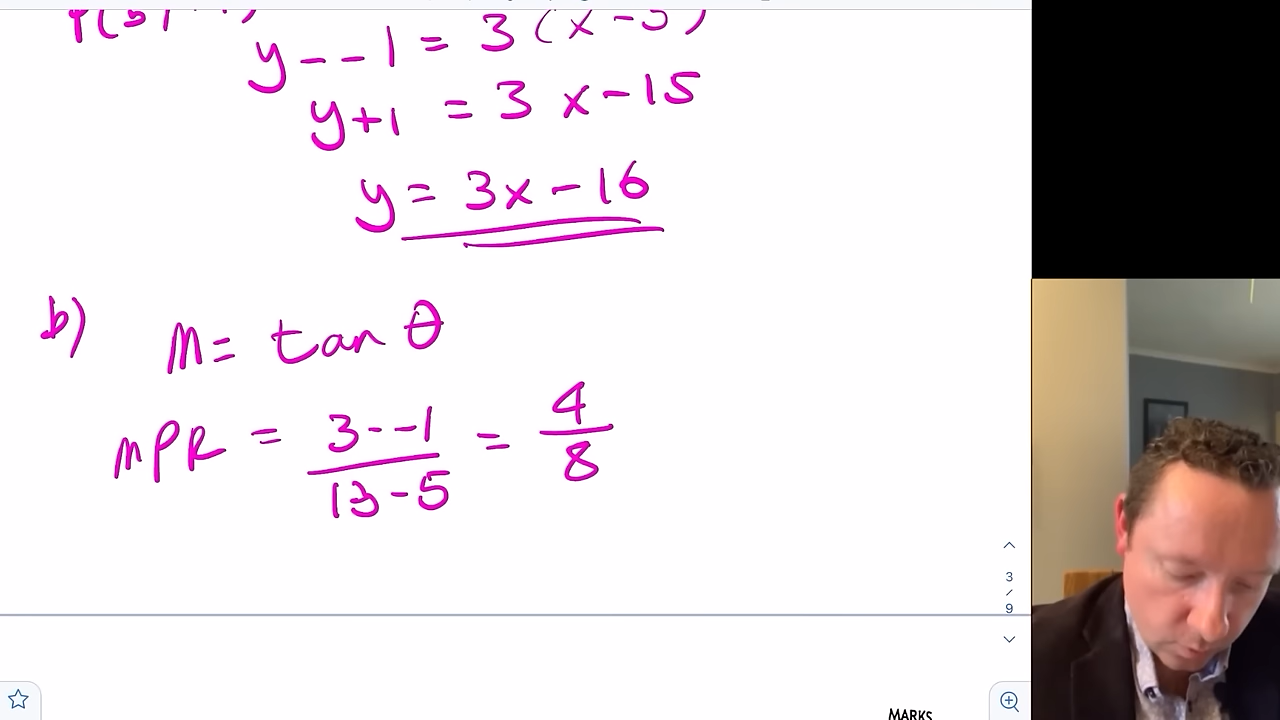 y--1 = 3(x-5)
y+1 = 3x-15
y = 3x-16
b) m = tan θ
mPR = 3--1/13-5 = 4/8
3
/
9
MARKS